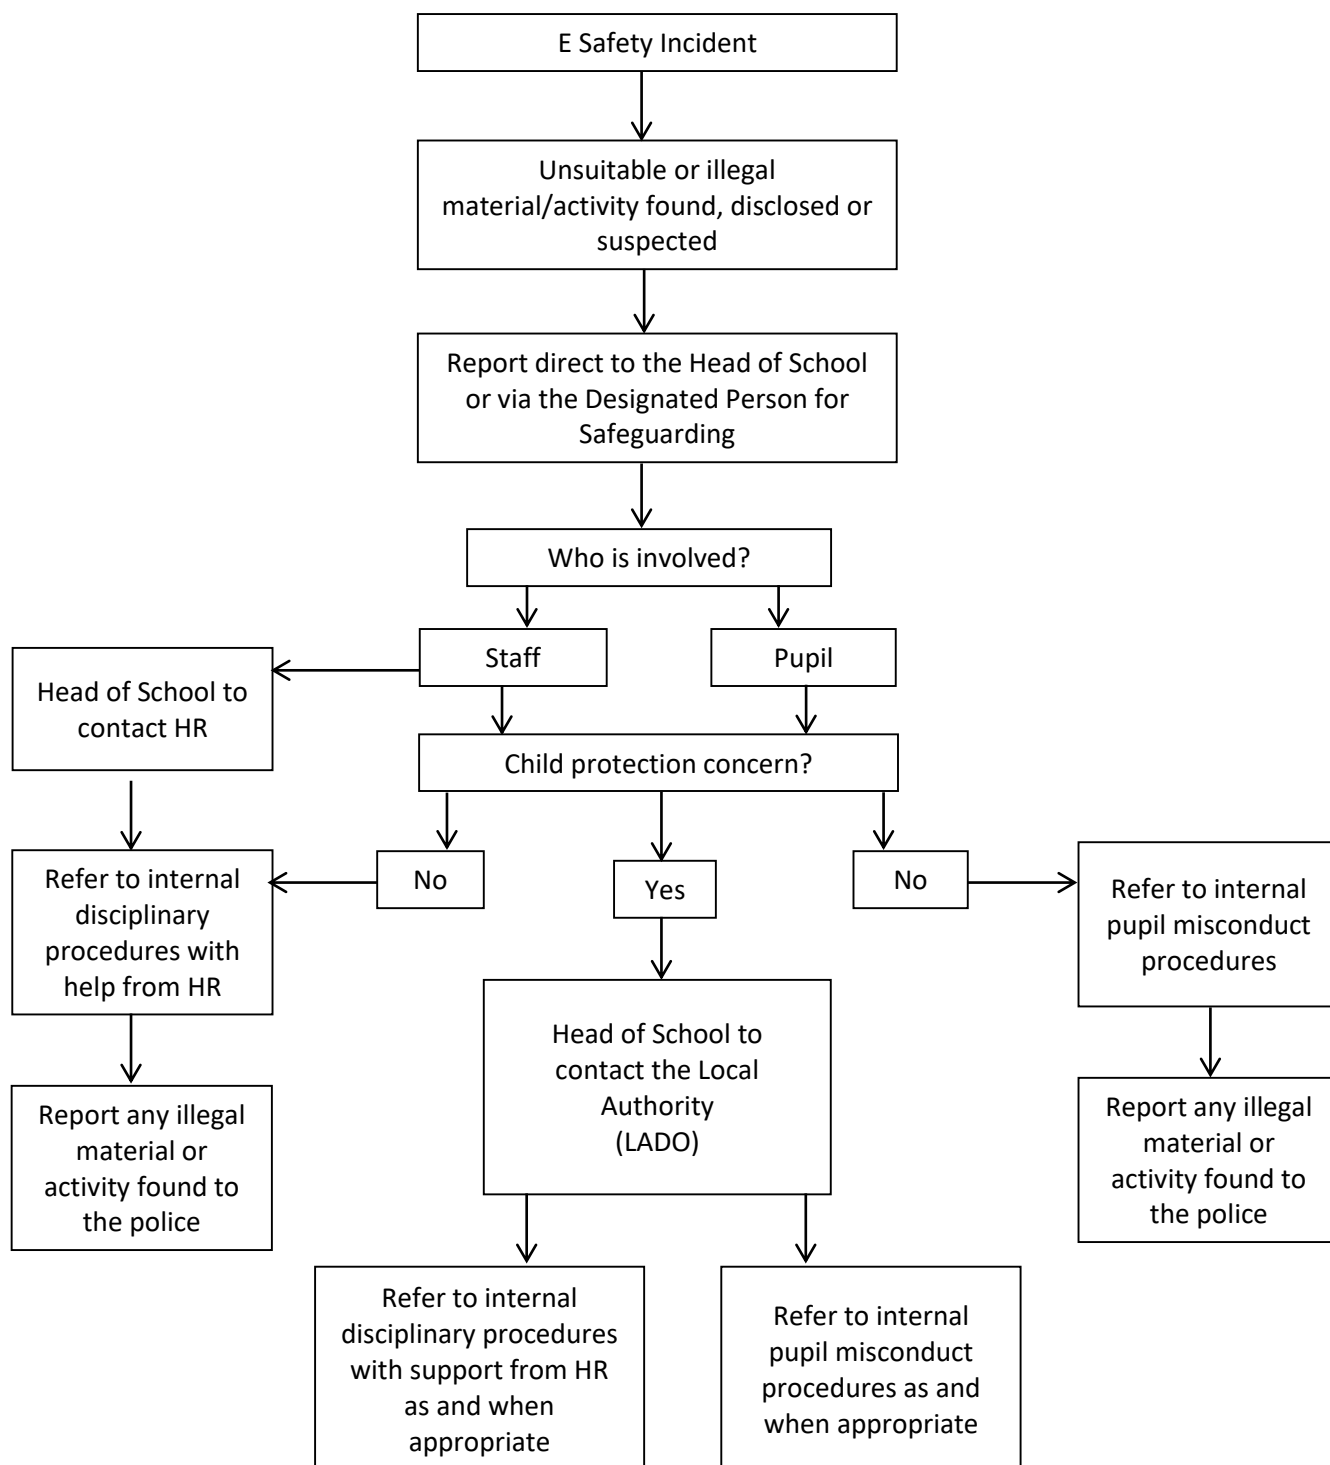 E Safety Incident
Unsuitable or illegal
material/activity found, disclosed or
suspected
Report direct to the Head of School
or via the Designated Person for
Safeguarding
Who is involved?
Staff
Pupil
Head of School to
contact HR
Child protection concern?
No
Yes
No
Refer to internal
disciplinary
procedures with
help from HR
Refer to internal
pupil misconduct
procedures
Head of School to
contact the Local
Authority
(LADO)
Report any illegal
material or
activity found to
the police
Report any illegal
material or
activity found to
the police
Refer to internal
disciplinary procedures
with support from HR
as and when
appropriate
Refer to internal
pupil misconduct
procedures as and
when appropriate